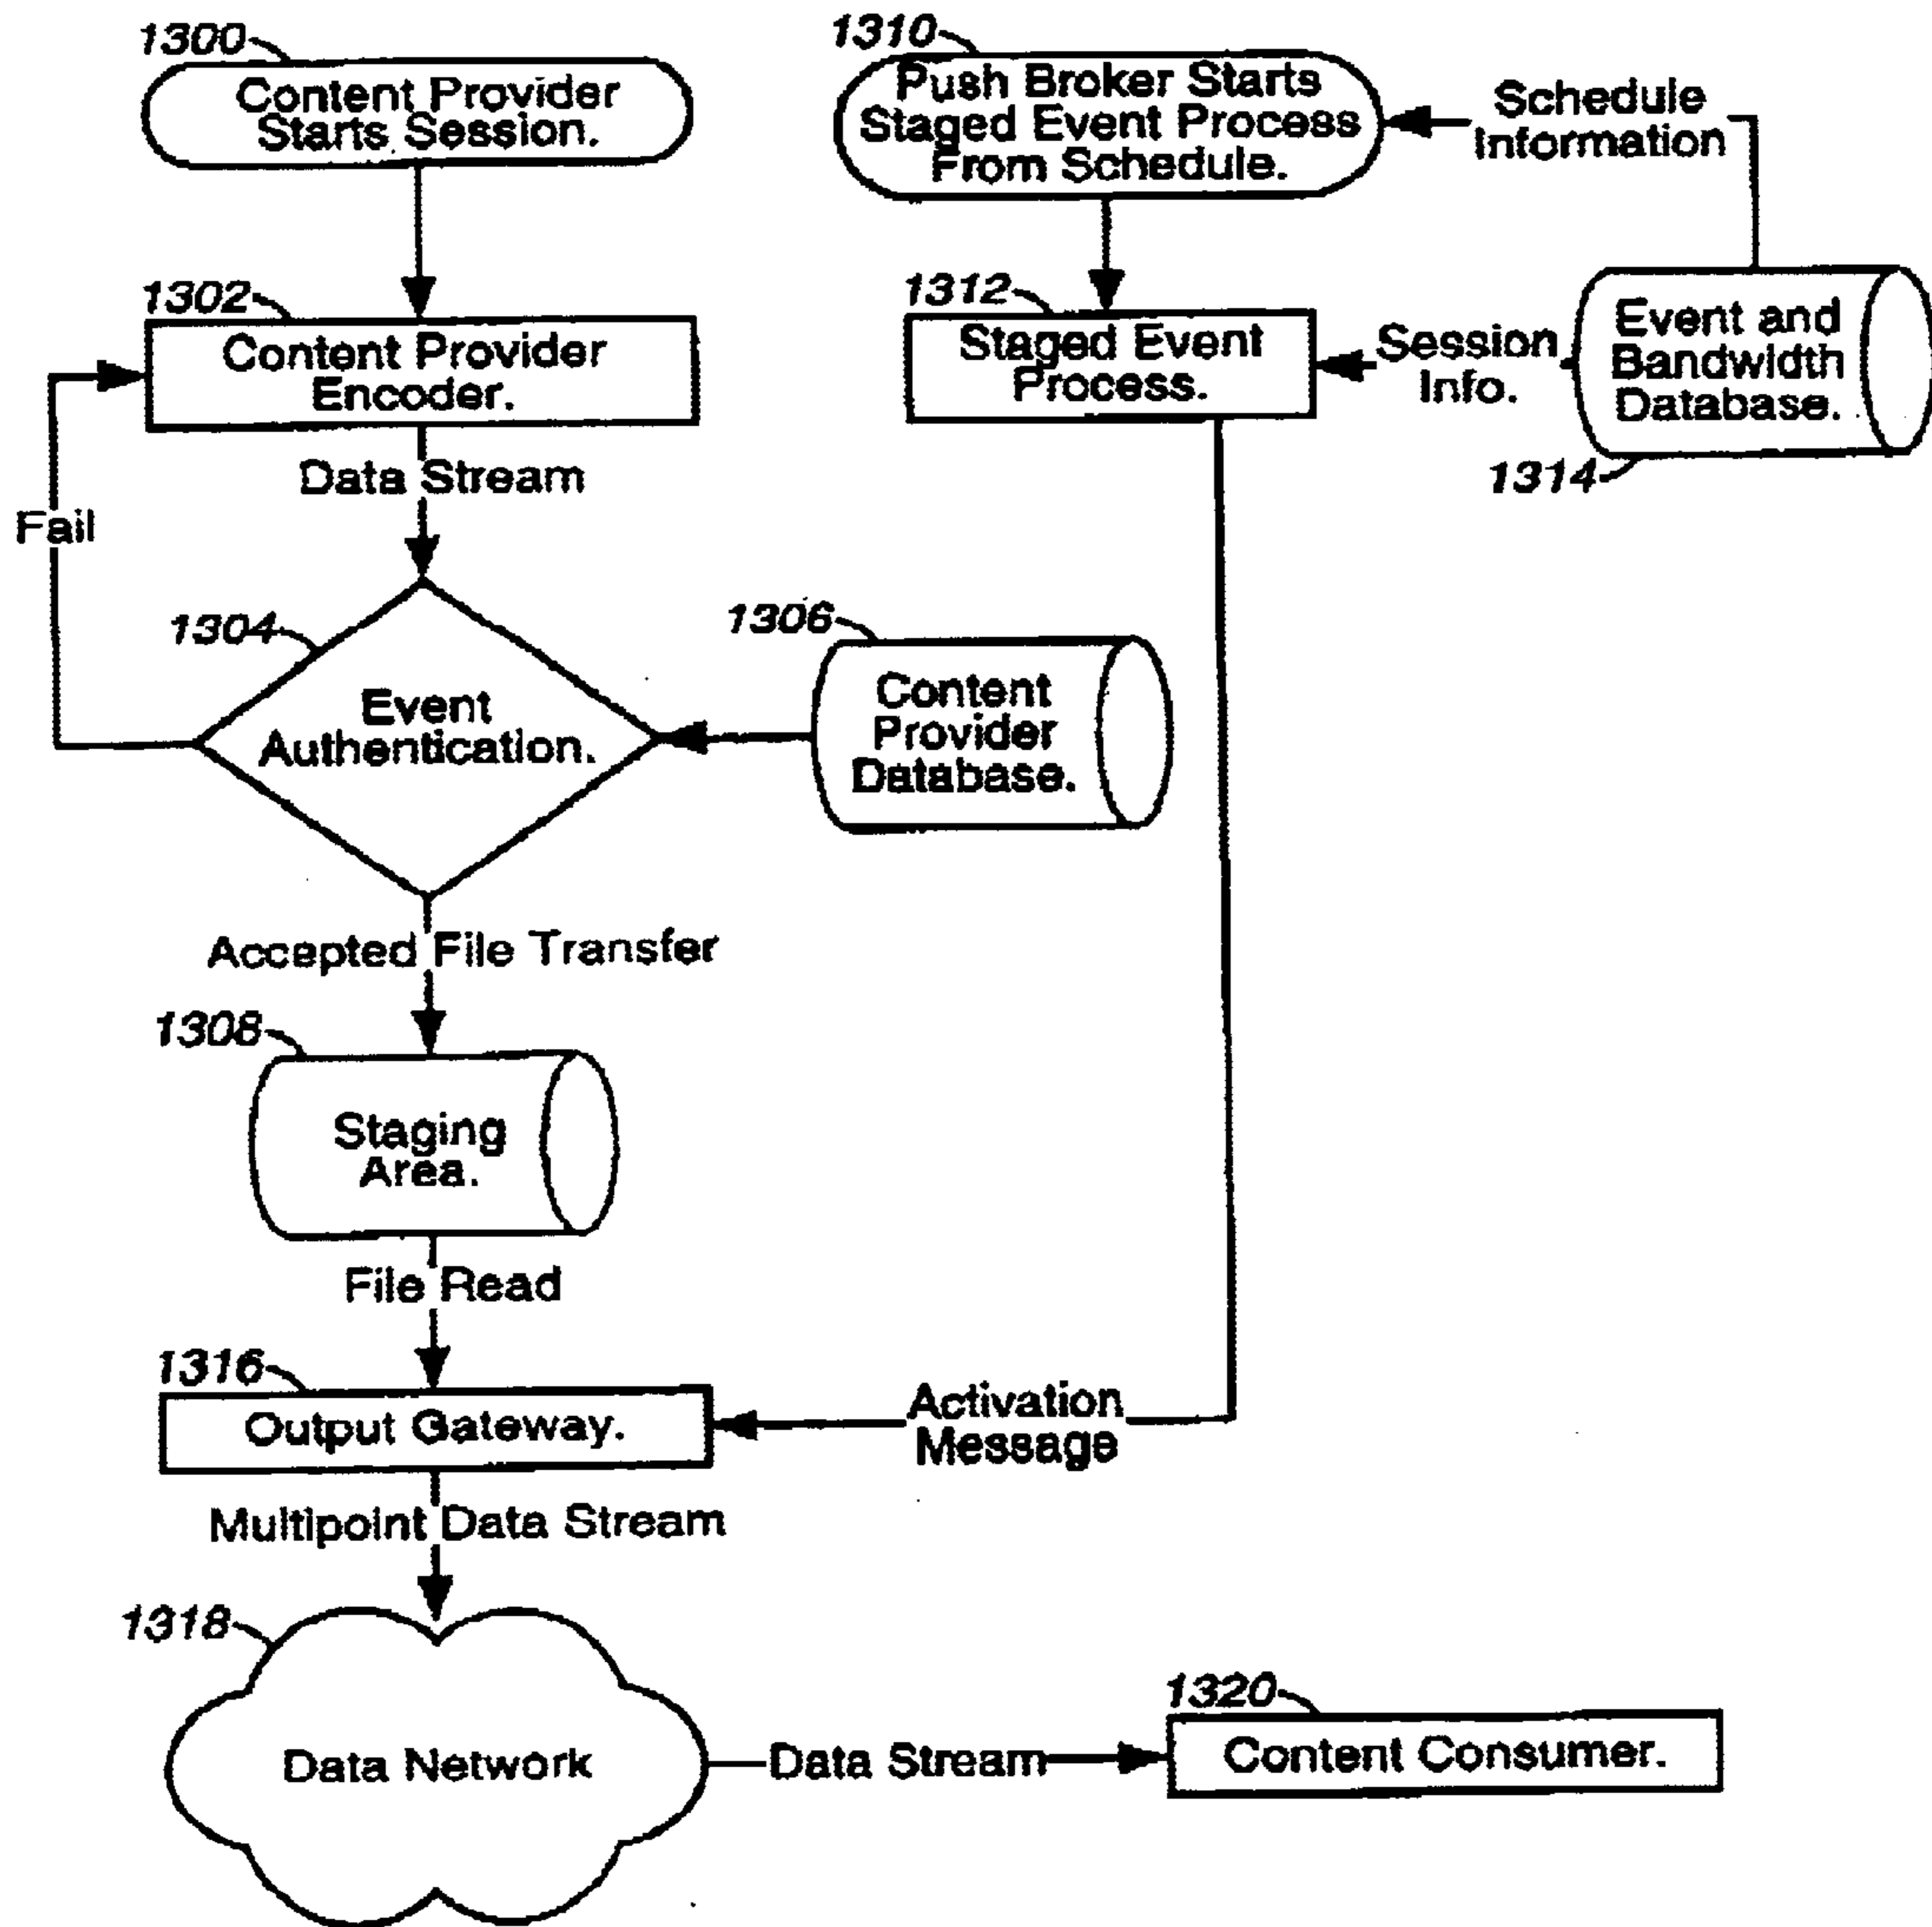 1300
Content Provider
Starts Session.
1310
Push Broker Starts
Staged Event Process
From Schedule.
Schedule
Information
1302
Content Provider
Encoder.
1312
Staged Event
Process.
Session
Info.
Event and
Bandwidth
Database.
1314
Data Stream
Fail
1304
Event
Authentication.
1306
Content
Provider
Database.
Accepted File Transfer
1308
Staging
Area.
File Read
1316
Output Gateway.
Activation
Message
Multipoint Data Stream
1318
Data Network
Data Stream
1320
Content Consumer.